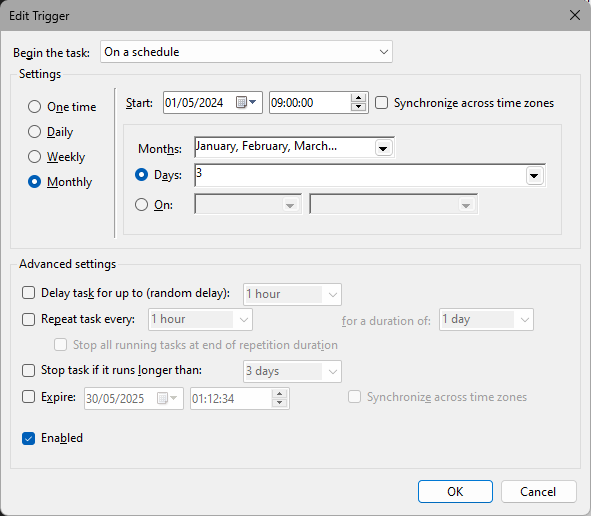 Edit Trigger
Begin the task: On a schedule
Settings
One time
Daily
Weekly
Monthly
Start: 01/05/2024 09:00:00 Synchronize across time zones
Months: January, February, March...
Days: 3
On:
Advanced settings
Delay task for up to (random delay): 1 hour
Repeat task every: 1 hour for a duration of: 1 day
Stop all running tasks at end of repetition duration
Stop task if it runs longer than: 3 days
Expire: 30/05/2025 01:12:34 Synchronize across time zones
Enabled
OK Cancel